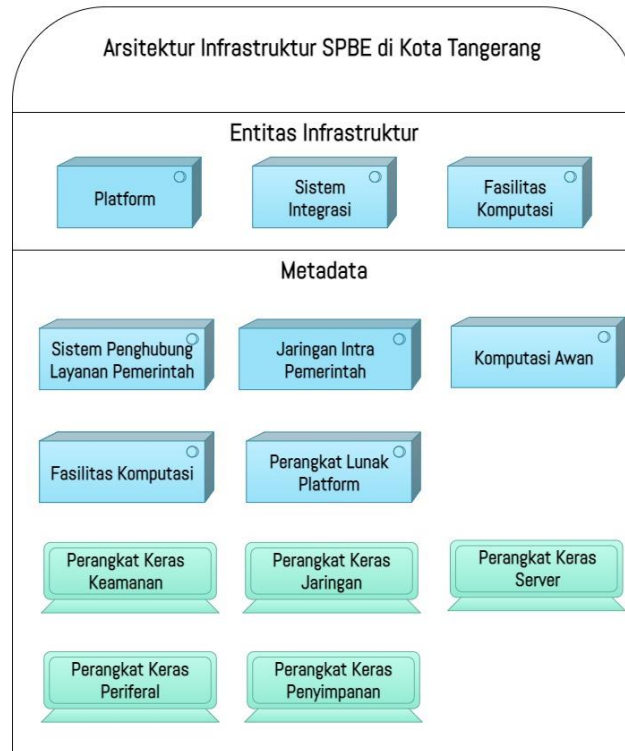 Arsitektur Infrastruktur SPBE di Kota Tangerang
Entitas Infrastruktur
Platform
Sistem
Integrasi
Fasilitas
Komputasi
Metadata
Sistem Penghubung
Layanan Pemerintah
Jaringan Intra
Pemerintah
Komputasi Awan
Fasilitas Komputasi
Perangkat Lunak
Platform
Perangkat Keras
Keamanan
Perangkat Keras
Jaringan
Perangkat Keras
Server
Perangkat Keras
Periferal
Perangkat Keras
Penyimpanan